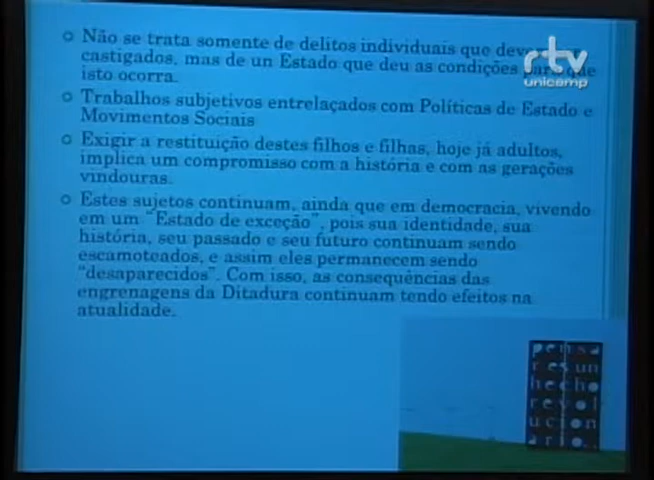 Não se trata somente de delitos individuais que
castigados, mas de un Estado que deu as condições para que
isto ocorra.
Trabalhos subjetivos entrelaçados com Políticas de Estado e
Movimentos Sociais
Exigir a restituição destes filhos e filhas, hoje já adultos,
implica um compromisso com a história e com as gerações
vindouras.
Estes sujetos continuam, ainda que em democracia, vivendo
em um "Estado de exceção", pois sua identidade, sua
história, seu passado e seu futuro continuam sendo
escamoteados, e assim eles permanecem sendo
"desaparecidos". Com isso, as consequências das
engrenagens da Ditadura continuam tendo efeitos na
atualidade.
rtv
unicamp
pensa
r es un
hecho
revol
ucion
ario.